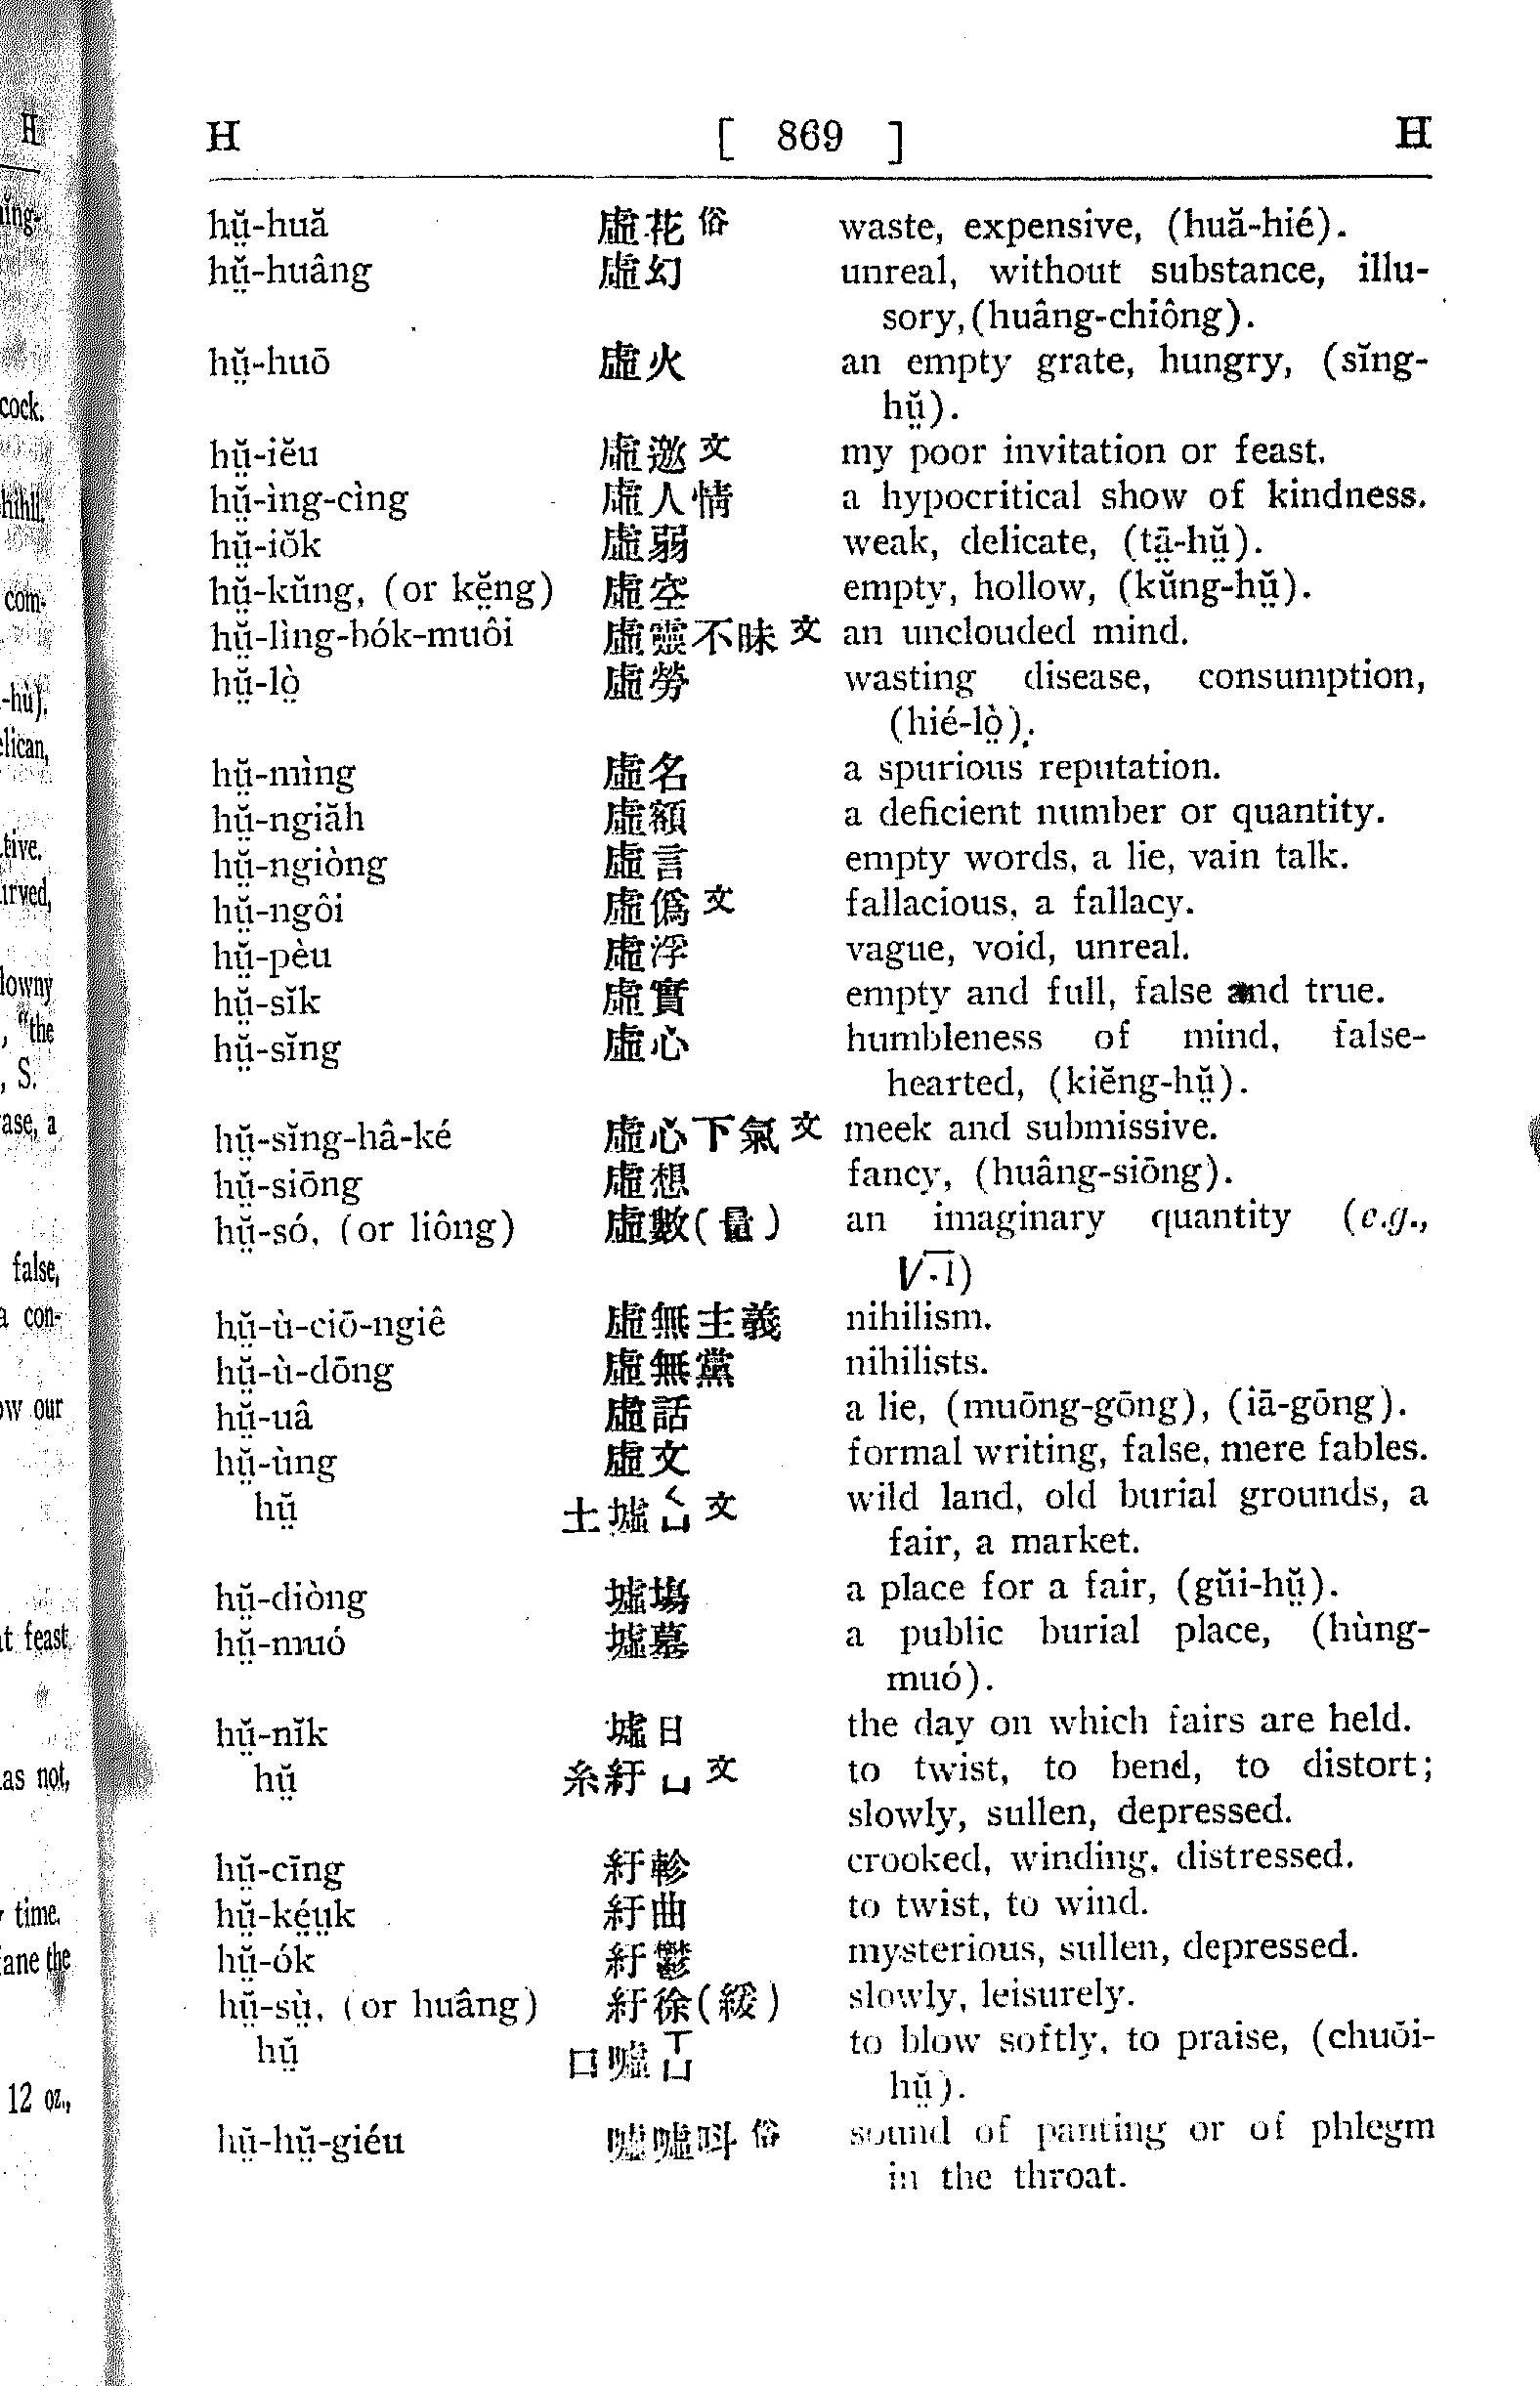 H [ 869 ] H
hṳ̆-huă 虛花俗 waste, expensive, (huă-hié).
hṳ̆-huâng 虛幻 unreal, without substance, illu-
sory,(huâng-chiông).
hṳ̆-huō 虛火 an empty grate, hungry, (sĭng-
hṳ̆).
hṳ̆-iĕu 虛邀文 my poor invitation or feast.
hṳ̆-ìng-cìng 虛人情 a hypocritical show of kindness.
hṳ̆-iŏk 虛弱 weak, delicate, (tā̤-hṳ̆).
hṳ̆-kŭng, (or kĕ̤ng) 虛空 empty, hollow, (kŭng-hṳ̆).
hṳ̆-lìng-bók-muôi 虛靈不昧文 an unclouded mind.
hṳ̆-lò̤ 虛勞 wasting disease, consumption,
(hié-lò̤).
hṳ̆-mìng 虛名 a spurious reputation.
hṳ̆-ngiăh 虛額 a deficient number or quantity.
hṳ̆-ngiòng 虛言 empty words, a lie, vain talk.
hṳ̆-ngôi 虛僞文 fallacious, a fallacy.
hṳ̆-pèu 虛浮 vague, void, unreal.
hṳ̆-sĭk 虛實 empty and full, false and true.
hṳ̆-sĭng 虛心 humbleness of mind, false-
hearted, (kiĕng-hṳ̆).
hṳ̆-sĭng-hâ-ké 虛心下氣文 meek and submissive.
hṳ̆-siōng 虛想 fancy, (huâng-siōng).
hṳ̆-só, (or liông) 虛數(量) an imaginary quantity (e.g.,
√-1)
hṳ̆-ù-ciō-ngiê 虛無主義 nihilism.
hṳ̆-ù-dōng 虛無黨 nihilists.
hṳ̆-uâ 虛話 a lie, (muōng-gōng), (iā-gōng).
hṳ̆-ùng 虛文 formal writing, false, mere fables.
hṳ̆ 土墟ㄑㄩ文 wild land, old burial grounds, a
fair, a market.
hṳ̆-diòng 墟塲 a place for a fair, (gŭi-hṳ̆).
hṳ̆-muó 墟墓 a public burial place, (hùng-
muó).
hṳ̆-nĭk 墟日 the day on which fairs are held.
hṳ̆ 糸紆ㄩ文 to twist, to bend, to distort;
slowly, sullen, depressed.
hṳ̆-cīng 紆軫 crooked, winding, distressed.
hṳ̆-ké̤ṳk 紆曲 to twist, to wind.
hṳ̆-ók 紆鬱 mysterious, sullen, depressed.
hṳ̆-sṳ̀, (or huâng) 紆徐(緩) slowly, leisurely.
hṳ̆ 口噓ㄒㄩ to blow softly, to praise, (chuŏi-
hṳ̆).
hṳ̆-hṳ̆-giéu 噓噓呌俗 sound of panting or of phlegm
in the throat.